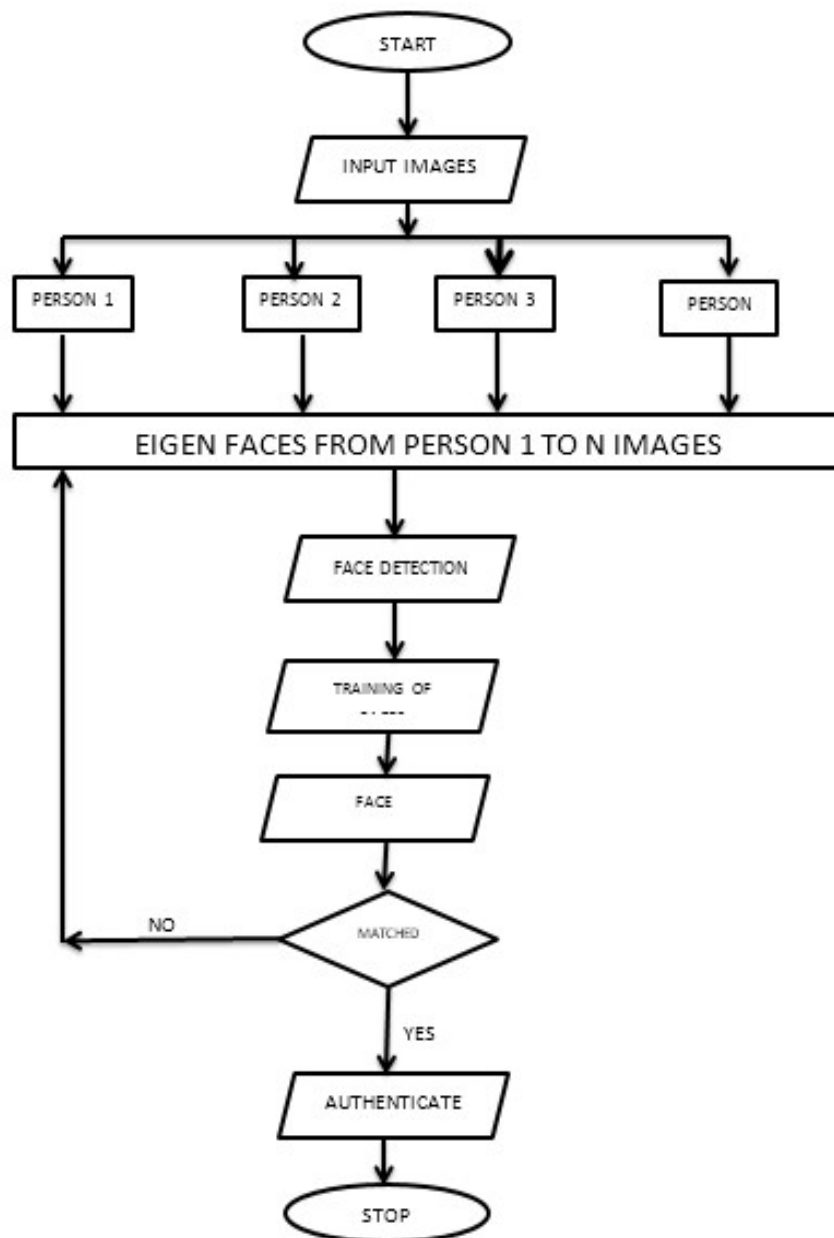 START
INPUT IMAGES
PERSON 1
PERSON 2
PERSON 3
PERSON
EIGEN FACES FROM PERSON 1 TO N IMAGES
FACE DETECTION
TRAINING OF
FACE
MATCHED
NO
YES
AUTHENTICATE
STOP